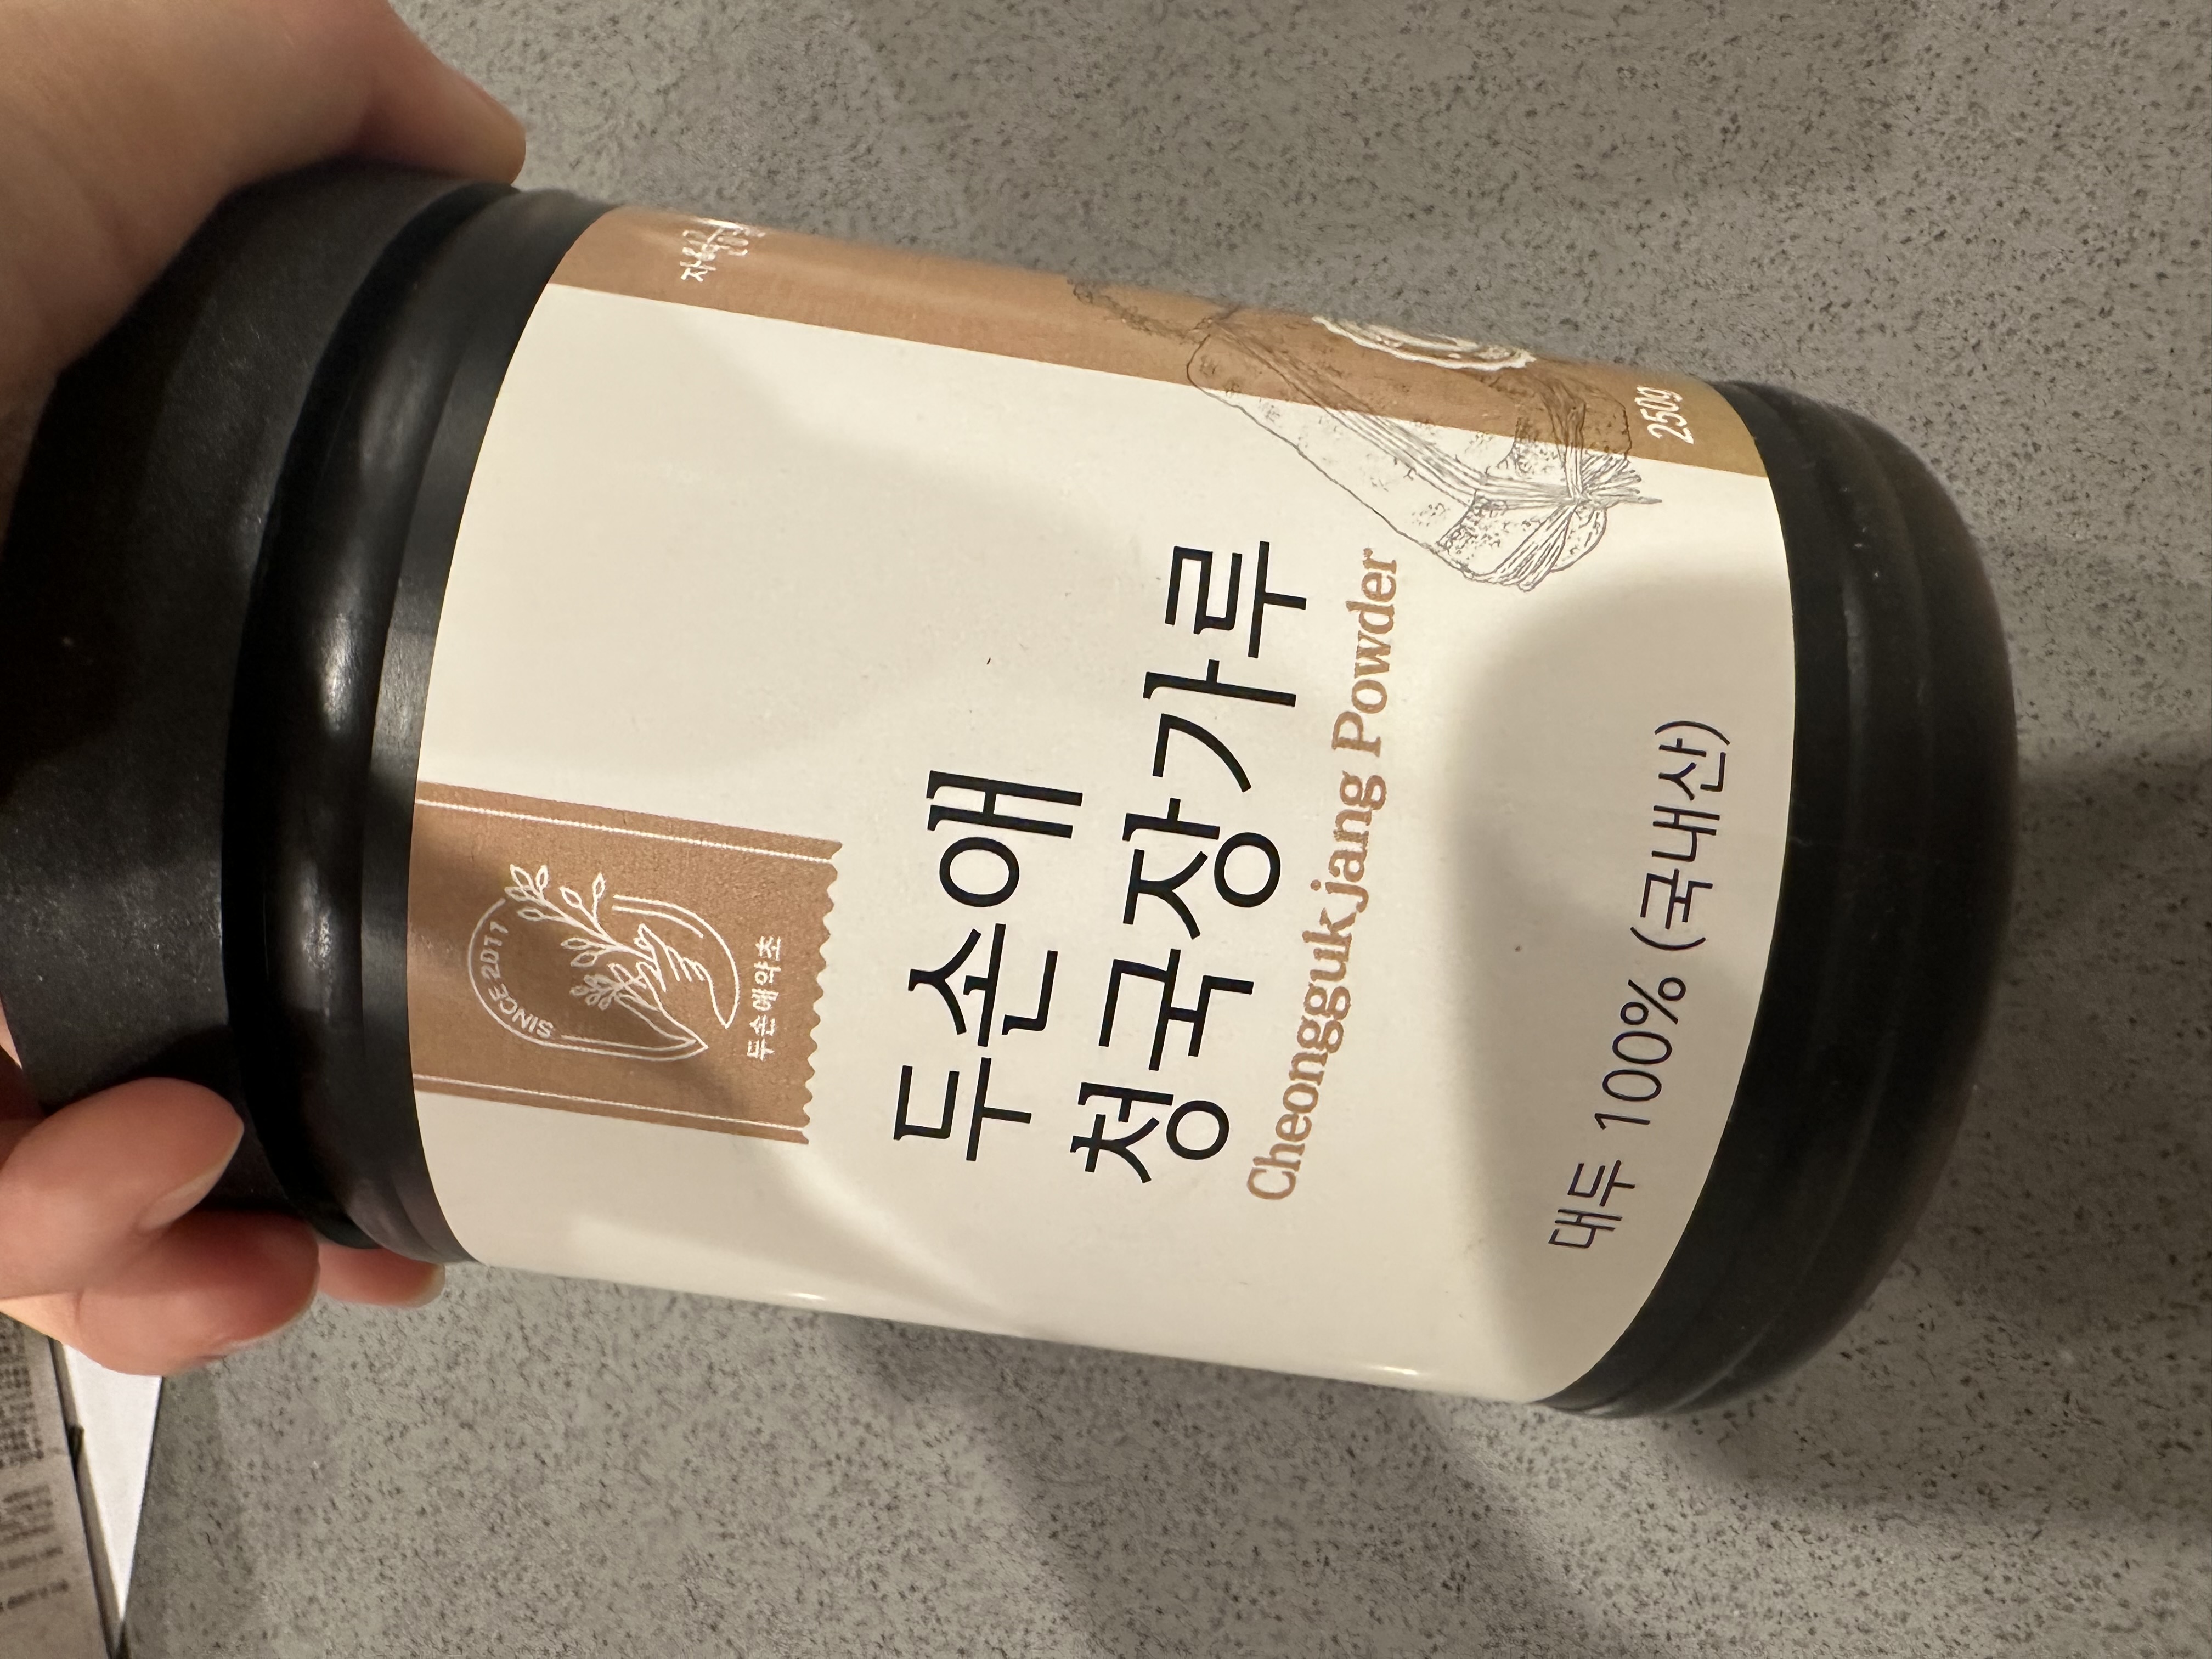 SINCE 2017
두손애약초
두손애
청국장가루
Cheonggukjang Powder
대두 100% (국내산)
250g